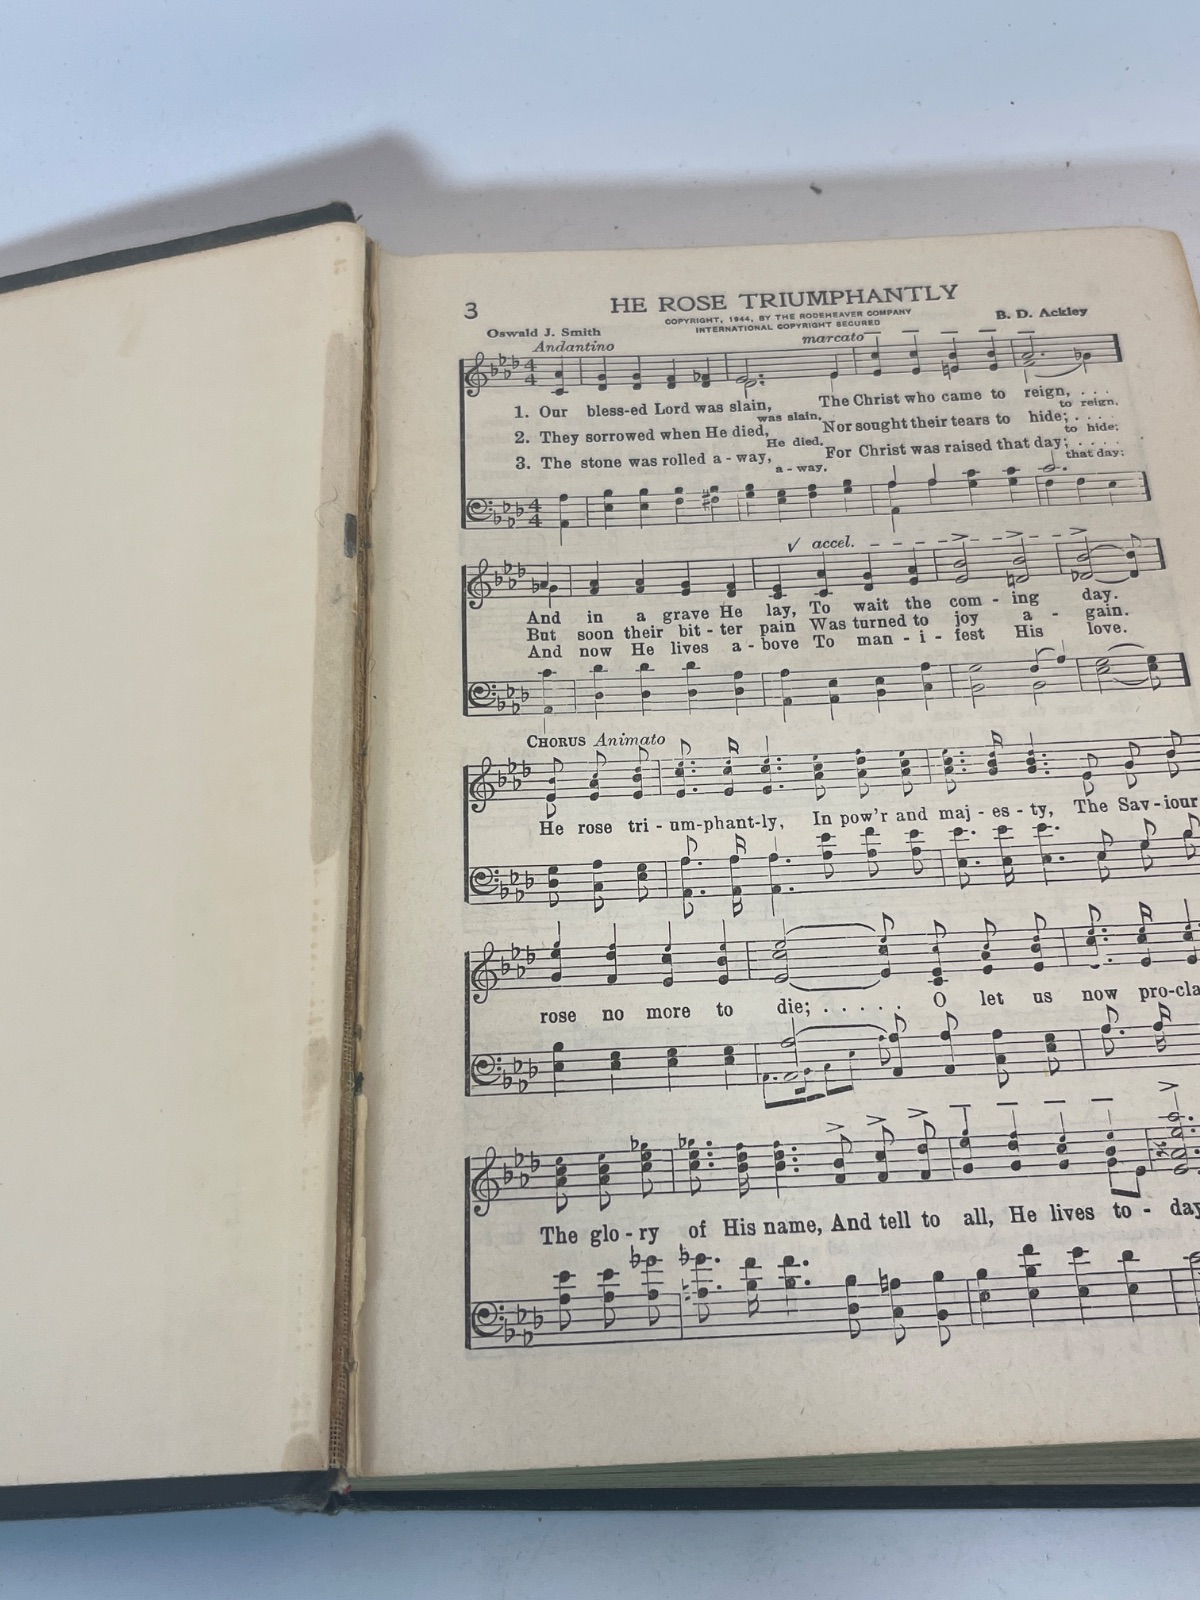 3
HE ROSE TRIUMPHANTLY
COPYRIGHT, 1944, BY THE RODEHEAVER COMPANY
INTERNATIONAL COPYRIGHT SECURED
Oswald J. Smith
B. D. Ackley
Andantino
marcato
4
4
1. Our bless-ed Lord was slain, The Christ who came to reign, . . .
was slain. to reign.
2. They sorrowed when He died, Nor sought their tears to hide; . . . .
He died. to hide;
3. The stone was rolled a - way, For Christ was raised that day; . . . .
a - way. that day;
4
4
accel.
And in a grave He lay, To wait the com - ing day.
But soon their bit - ter pain Was turned to joy a - gain.
And now He lives a - bove To man - i - fest His love.
CHORUS Animato
He rose tri - um-phant-ly, In pow'r and maj - es - ty, The Sav - iour
rose no more to die; . . . . . O let us now pro-cla
The glo - ry of His name, And tell to all, He lives to - day